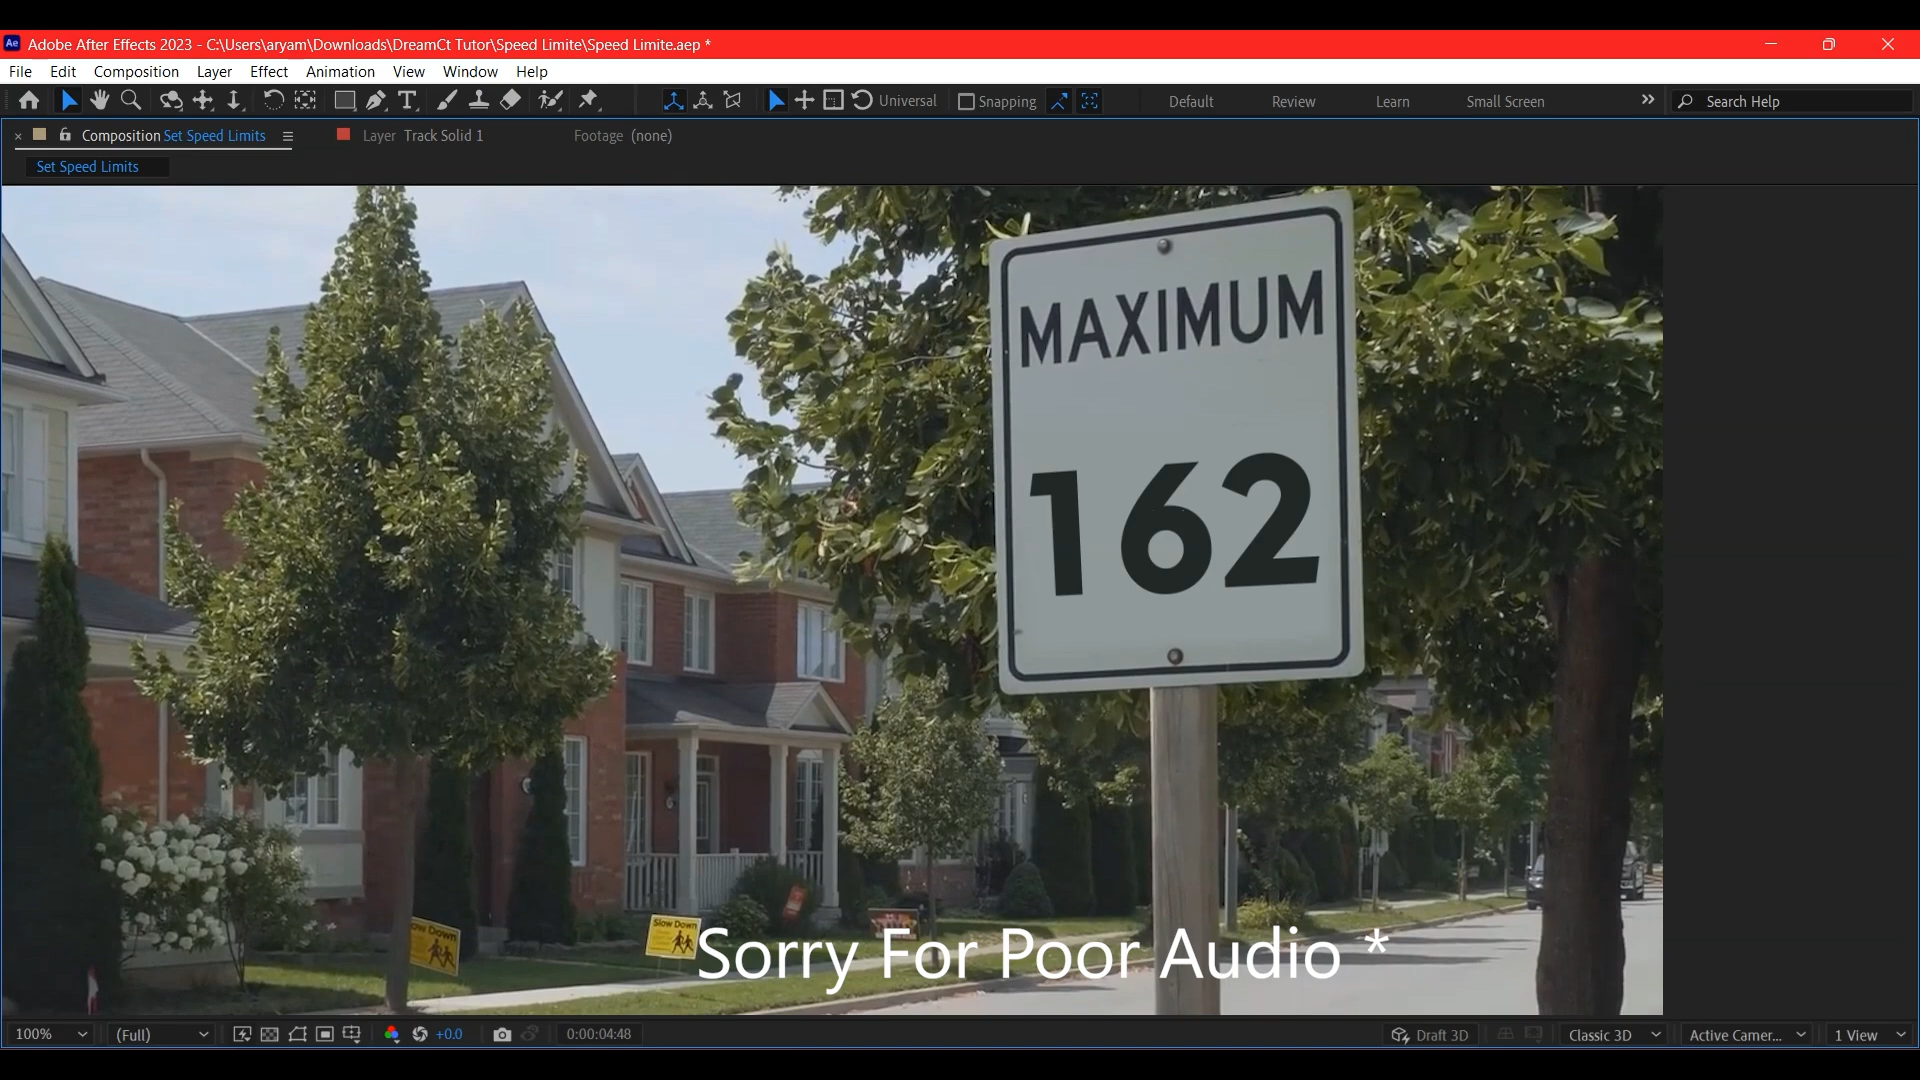 Ae Adobe After Effects 2023 - C:\Users\aryam\Downloads\DreamCt Tutor\Speed Limite\Speed Limite.aep *
File Edit Composition Layer Effect Animation View Window Help
Universal Snapping Default Review Learn Small Screen Search Help
Composition Set Speed Limits Layer Track Solid 1 Footage (none)
Set Speed Limits
MAXIMUM
162
Slow Down
Sorry For Poor Audio *
100% (Full) +0.0 0:00:04:48 Draft 3D Classic 3D Active Camer... 1 View